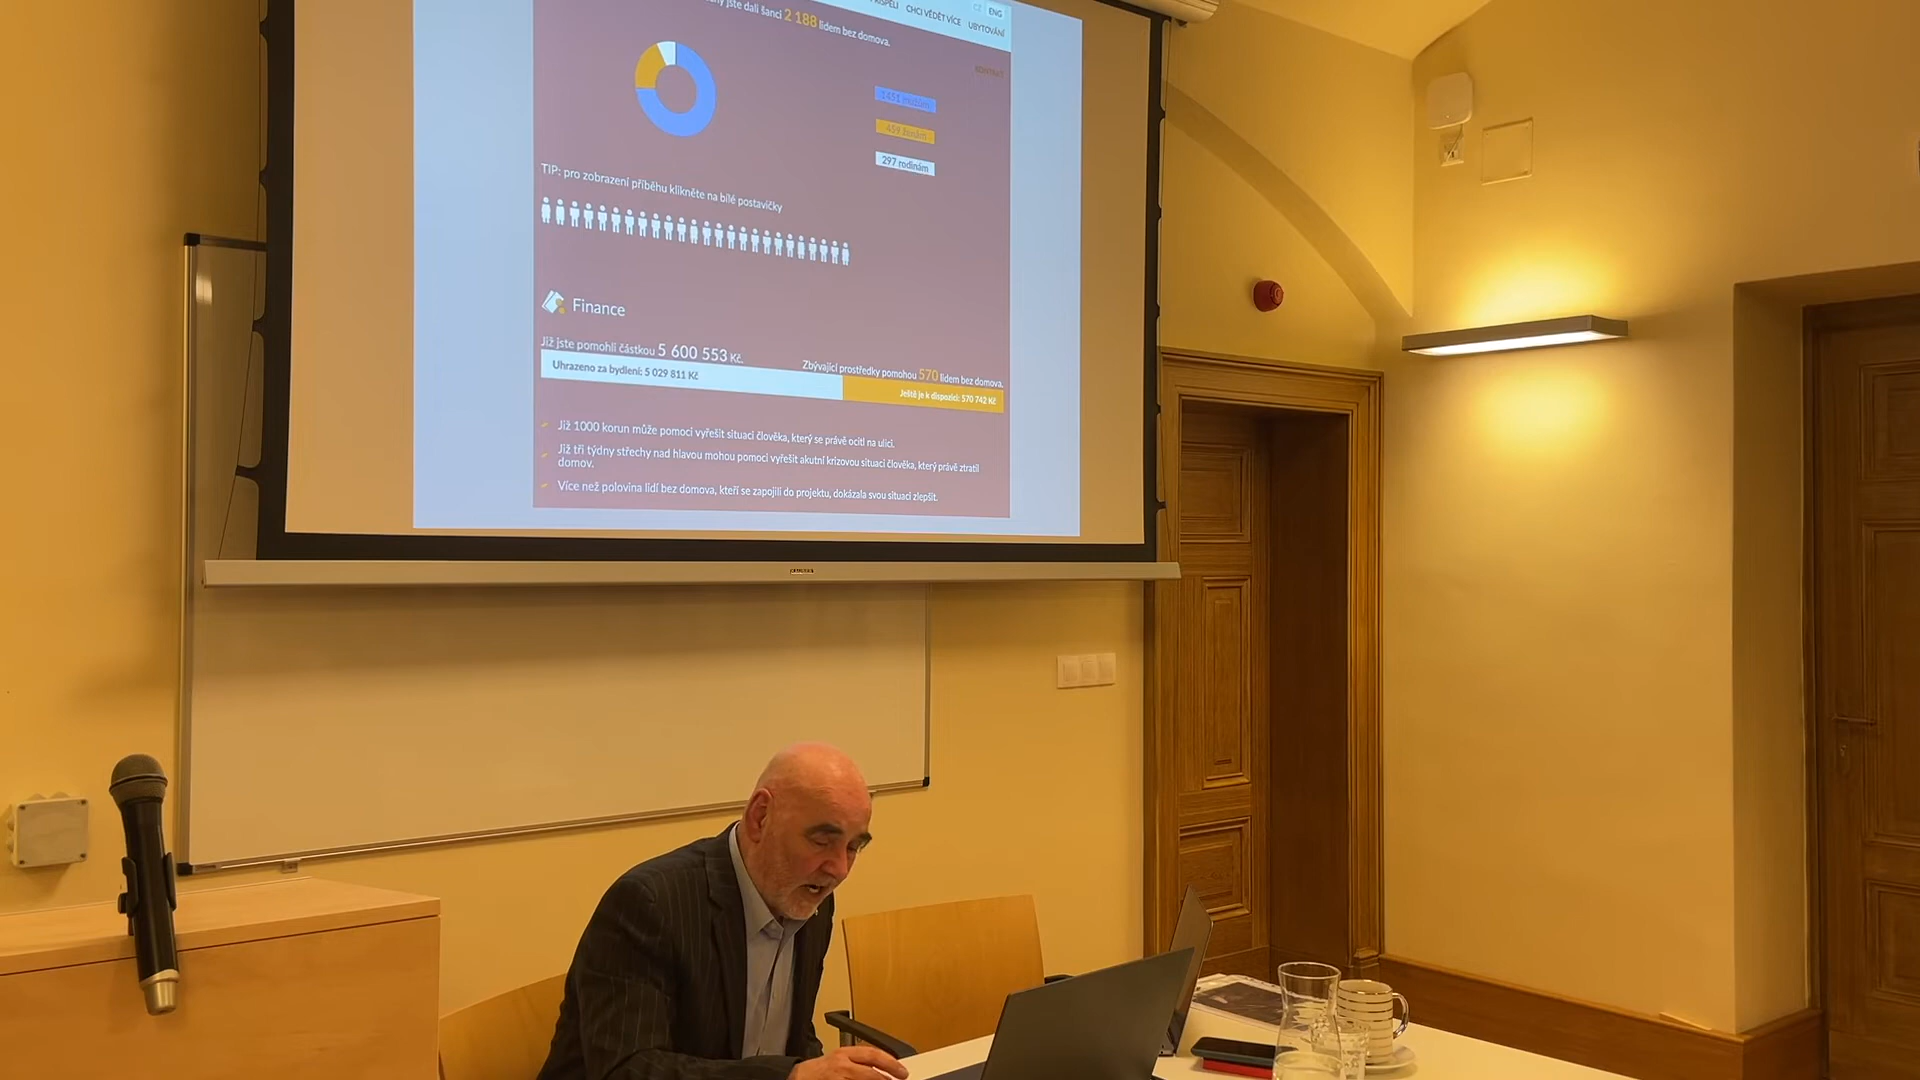 jste dali šanci 2 188 lidem bez domova.
CHCI VĚDĚT VÍCE
UBYTOVÁNÍ
ENG
1451 mužům
459 ženám
297 rodinám
TIP: pro zobrazení příběhu klikněte na bílé postavičky
Finance
Již jste pomohli částkou 5 600 553 Kč.
Zbývající prostředky pomohou 570 lidem bez domova.
Uhrazeno za bydlení: 5 029 811 Kč
Ještě je k dispozici: 570 742 Kč
Již 1000 korun může pomoci vyřešit situaci člověka, který se právě ocitl na ulici.
Již tři týdny střechy nad hlavou mohou pomoci vyřešit akutní krizovou situaci člověka, který právě ztratil
domov.
Více než polovina lidí bez domova, kteří se zapojili do projektu, dokázala svou situaci zlepšit.